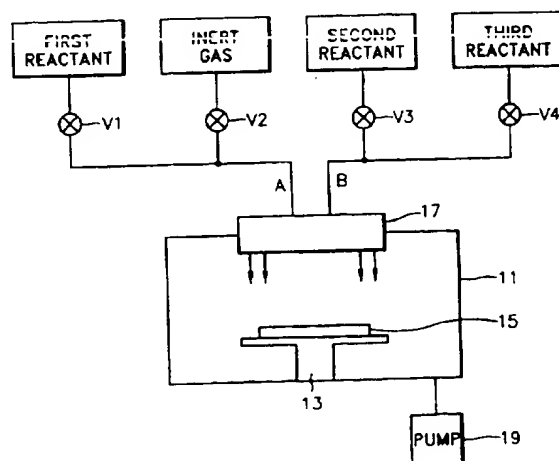 FIRST
REACTANT
INERT
GAS
SECOND
REACTANT
THIRD
REACTANT
V1
V2
V3
V4
A
B
17
11
15
13
PUMP
19